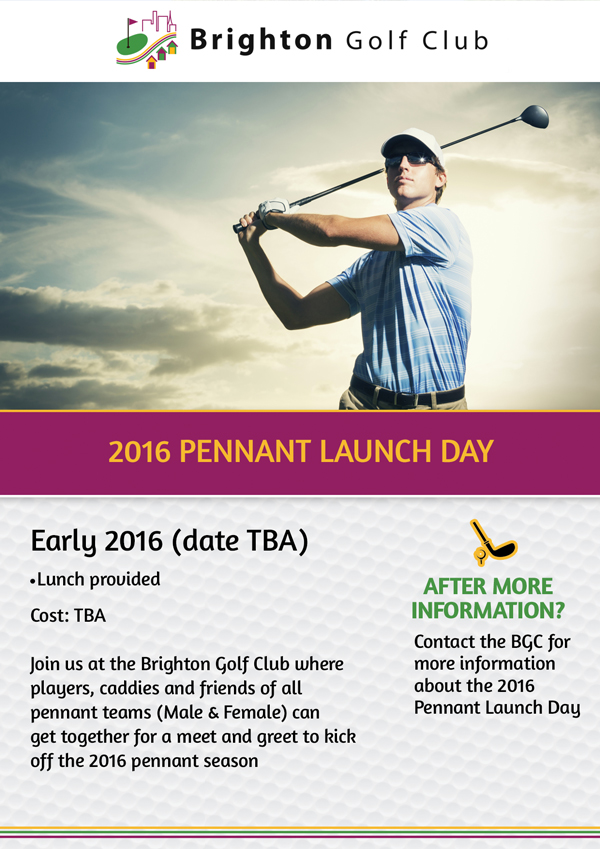 Brighton Golf Club
2016 PENNANT LAUNCH DAY
Early 2016 (date TBA)
•Lunch provided
Cost: TBA
Join us at the Brighton Golf Club where
players, caddies and friends of all
pennant teams (Male & Female) can
get together for a meet and greet to kick
off the 2016 pennant season
AFTER MORE
INFORMATION?
Contact the BGC for
more information
about the 2016
Pennant Launch Day